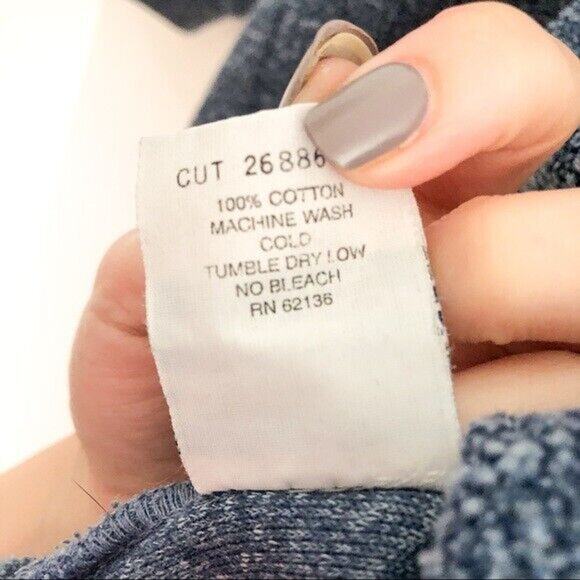 CUT 26886
100% COTTON
MACHINE WASH
COLD
TUMBLE DRY LOW
NO BLEACH
RN 62136